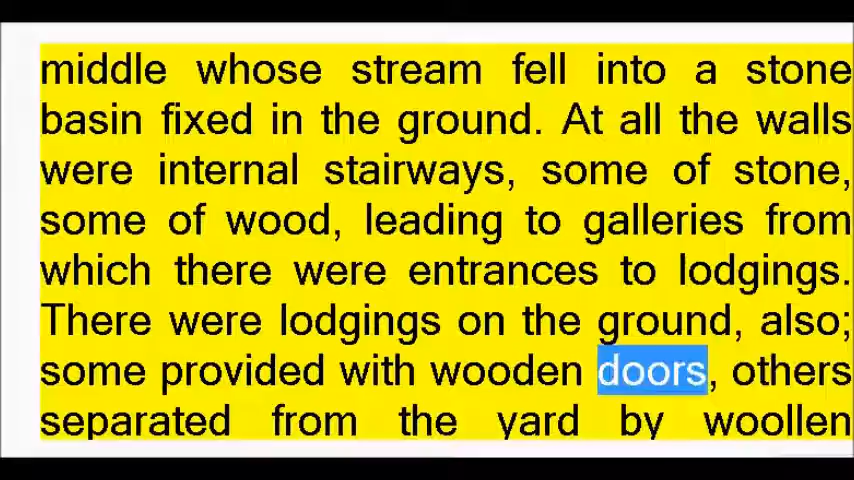 middle whose stream fell into a stone
basin fixed in the ground. At all the walls
were internal stairways, some of stone,
some of wood, leading to galleries from
which there were entrances to lodgings.
There were lodgings on the ground, also;
some provided with wooden doors, others
separated from the yard by woollen